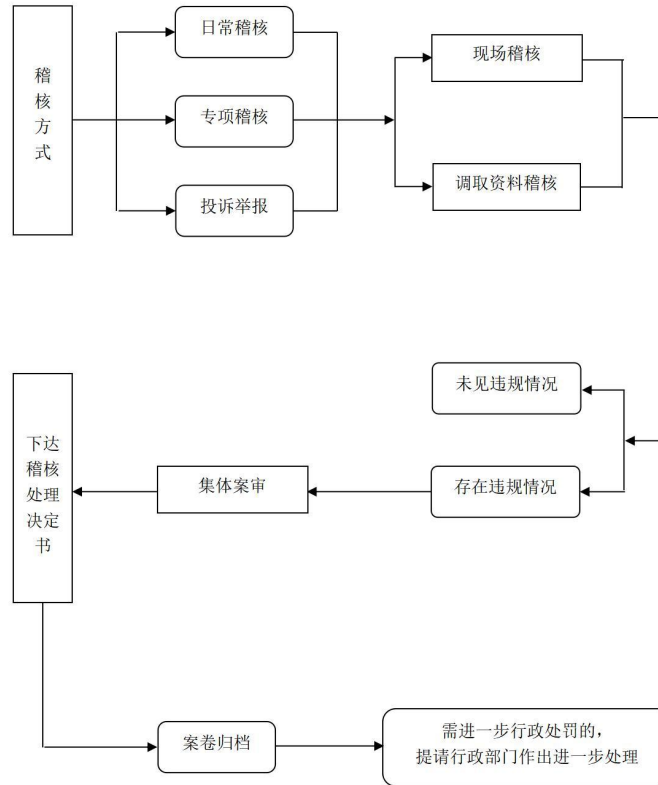 稽
核
方
式
日常稽核
专项稽核
投诉举报
现场稽核
调取资料稽核
未见违规情况
存在违规情况
集体案审
下达
稽核
处理
决定
书
案卷归档
需进一步行政处罚的，
提请行政部门作出进一步处理